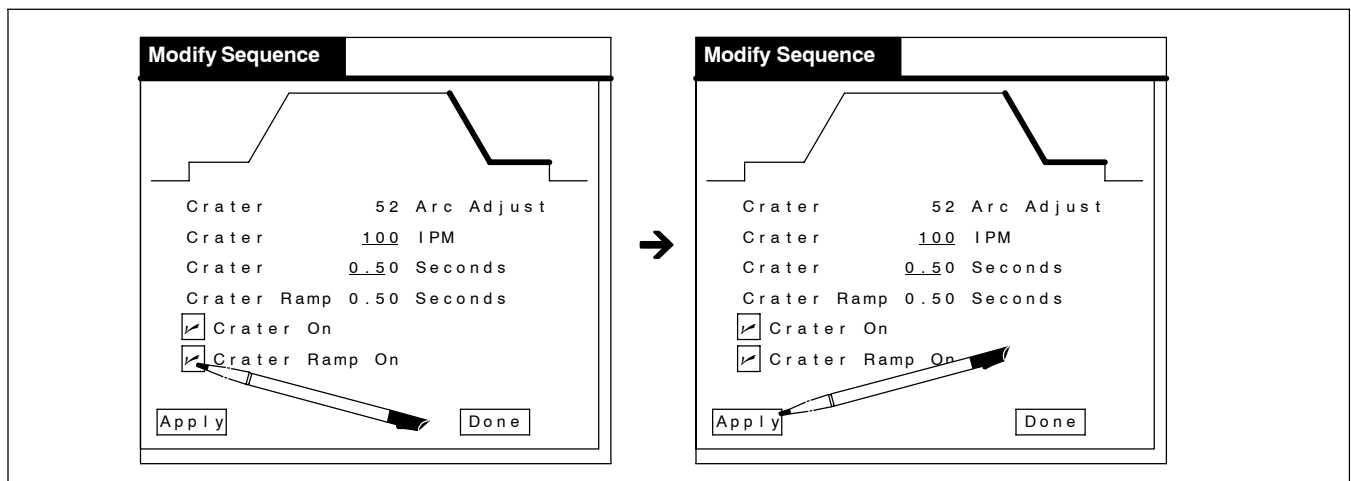 Modify Sequence
Crater 52 Arc Adjust
Crater 100 IPM
Crater 0.50 Seconds
Crater Ramp 0.50 Seconds
Crater On
Crater Ramp On
Apply Done
Modify Sequence
Crater 52 Arc Adjust
Crater 100 IPM
Crater 0.50 Seconds
Crater Ramp 0.50 Seconds
Crater On
Crater Ramp On
Apply Done